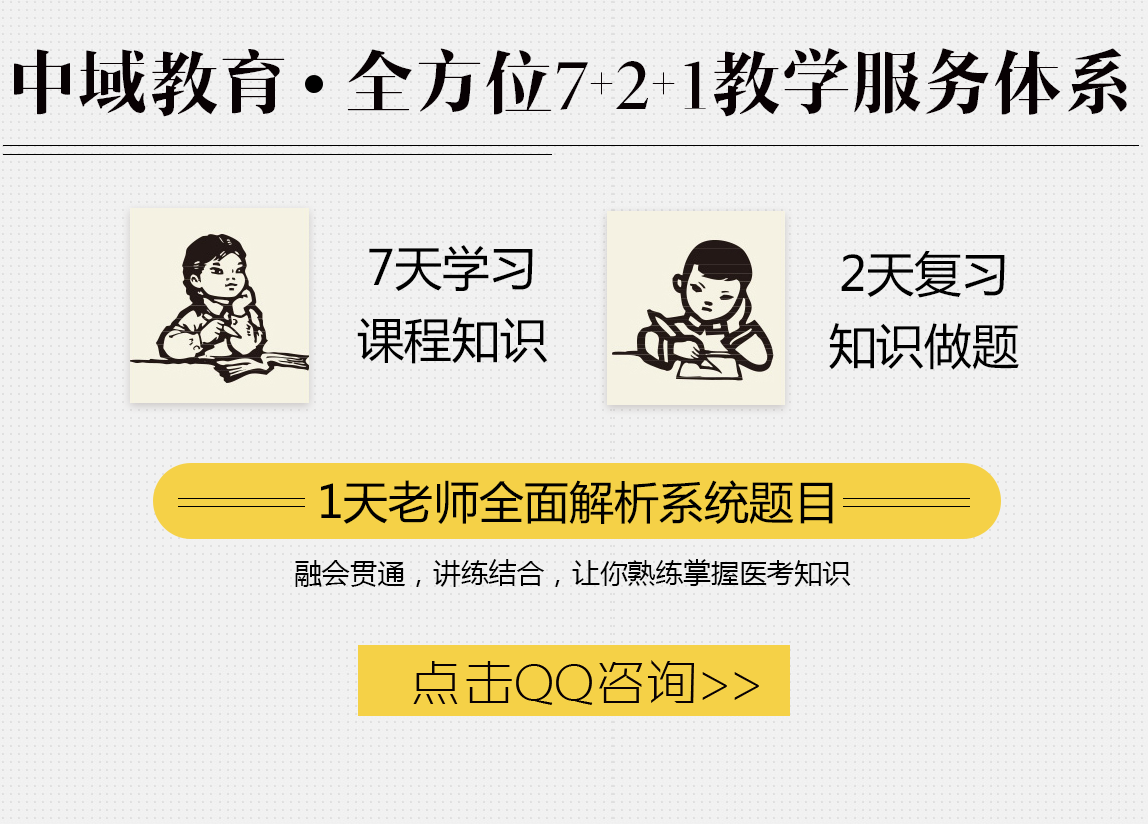 中域教育·全方位7+2+1教学服务体系
7天学习
课程知识
2天复习
知识做题
1天老师全面解析系统题目
融会贯通，讲练结合，让你熟练掌握医考知识
点击QQ咨询>>